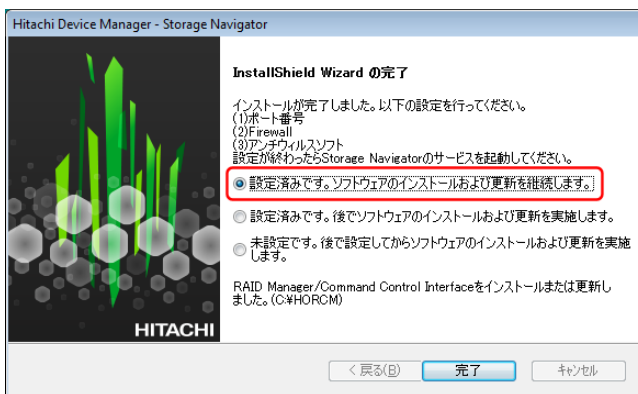 Hitachi Device Manager - Storage Na
InstallShield Wizard の完了
インストールが完了しました。以下の設定を行ってください。
(1)ポート番号
(2)Firewall
(3)アンチウィルスソフト
設定が終わったらStorage Navigatorのサービスを起動してください。
設定済みです。ソフトウェアのインストールおよび更新を継続します。
設定済みです。後でソフトウェアのインストールおよび更新を実施します。
未設定です。後で設定してからソフトウェアのインストールおよび更新を実施
します。
RAID Manager/Command Control Interfaceをインストールまたは更新し
ました。(C:¥HORCM)
HITACHI
< 戻る(B)
完了
キャンセル